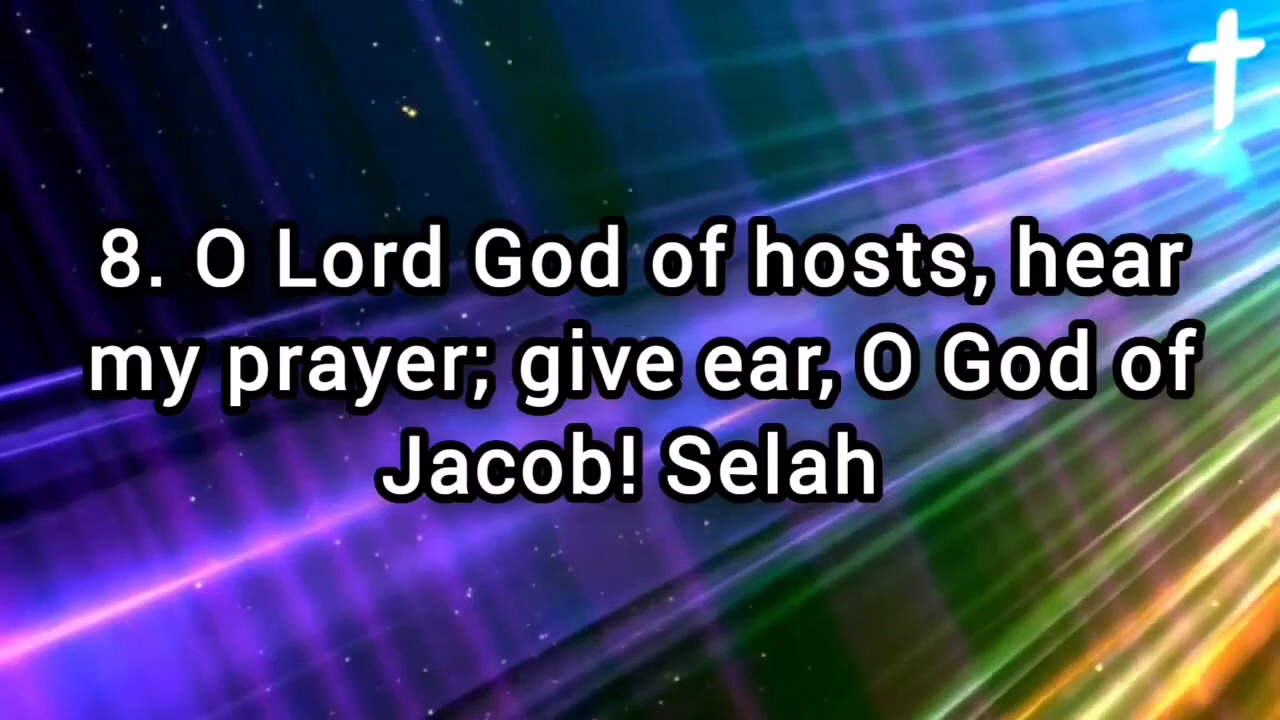 8. O Lord God of hosts, hear
my prayer; give ear, O God of
Jacob! Selah